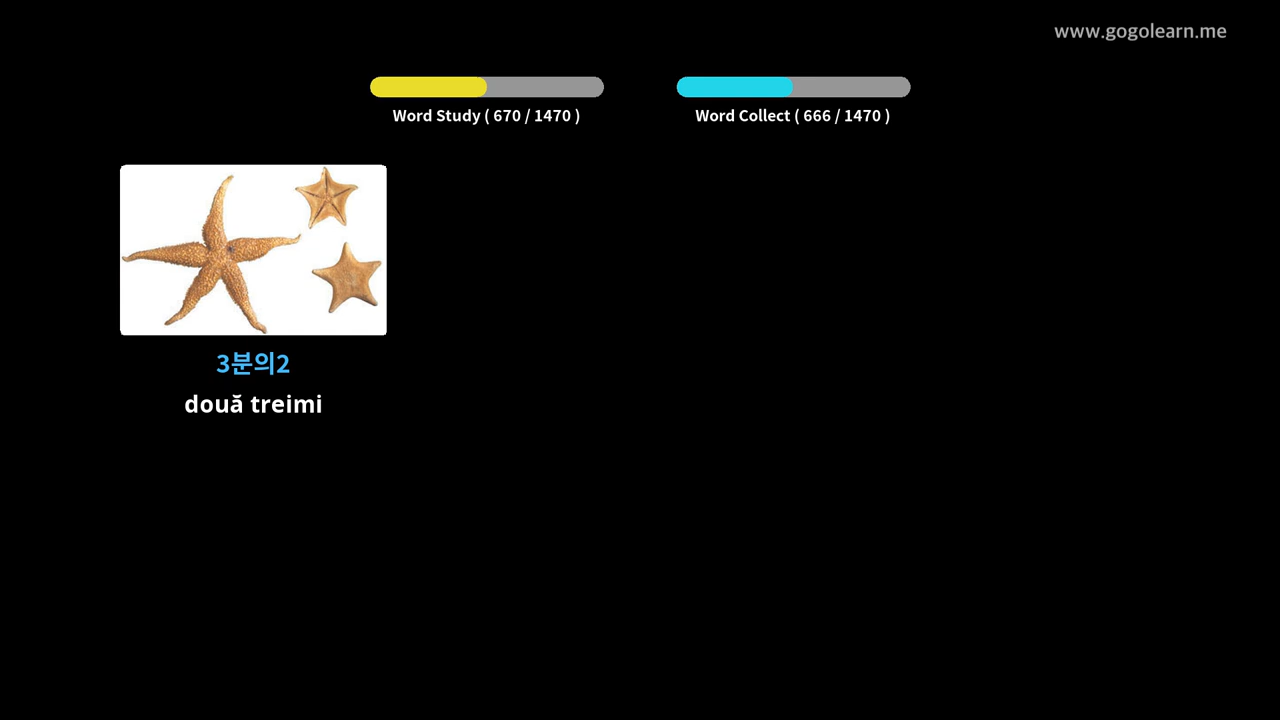 www.gogolearn.me
Word Study ( 670 / 1470 )
Word Collect ( 666 / 1470 )
3분의2
două treimi